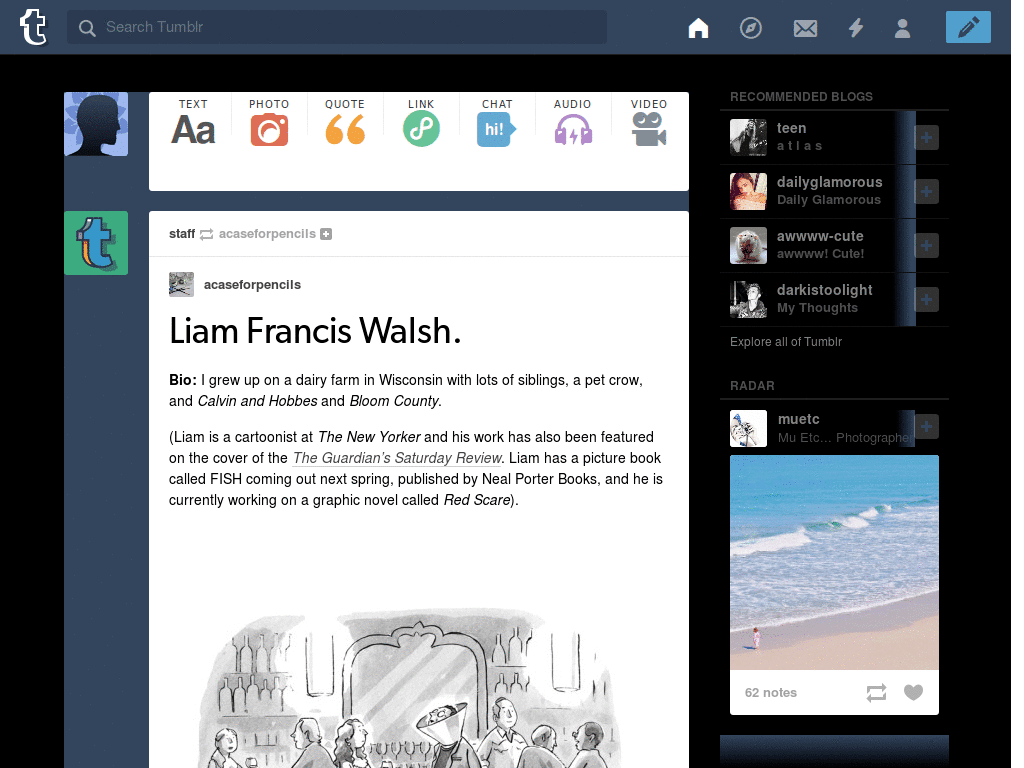 Search Tumblr
TEXT PHOTO QUOTE LINK CHAT AUDIO VIDEO
Aa hi!
staff acaseforpencils
acaseforpencils
Liam Francis Walsh.
Bio: I grew up on a dairy farm in Wisconsin with lots of siblings, a pet crow,
and Calvin and Hobbes and Bloom County.
(Liam is a cartoonist at The New Yorker and his work has also been featured
on the cover of the The Guardian’s Saturday Review. Liam has a picture book
called FISH coming out next spring, published by Neal Porter Books, and he is
currently working on a graphic novel called Red Scare).
RECOMMENDED BLOGS
teen
a t l a s
dailyglamorous
Daily Glamorous
awwww-cute
awwww! Cute!
darkistoolight
My Thoughts
Explore all of Tumblr
RADAR
muetc
Mu Etc... Photographer
62 notes